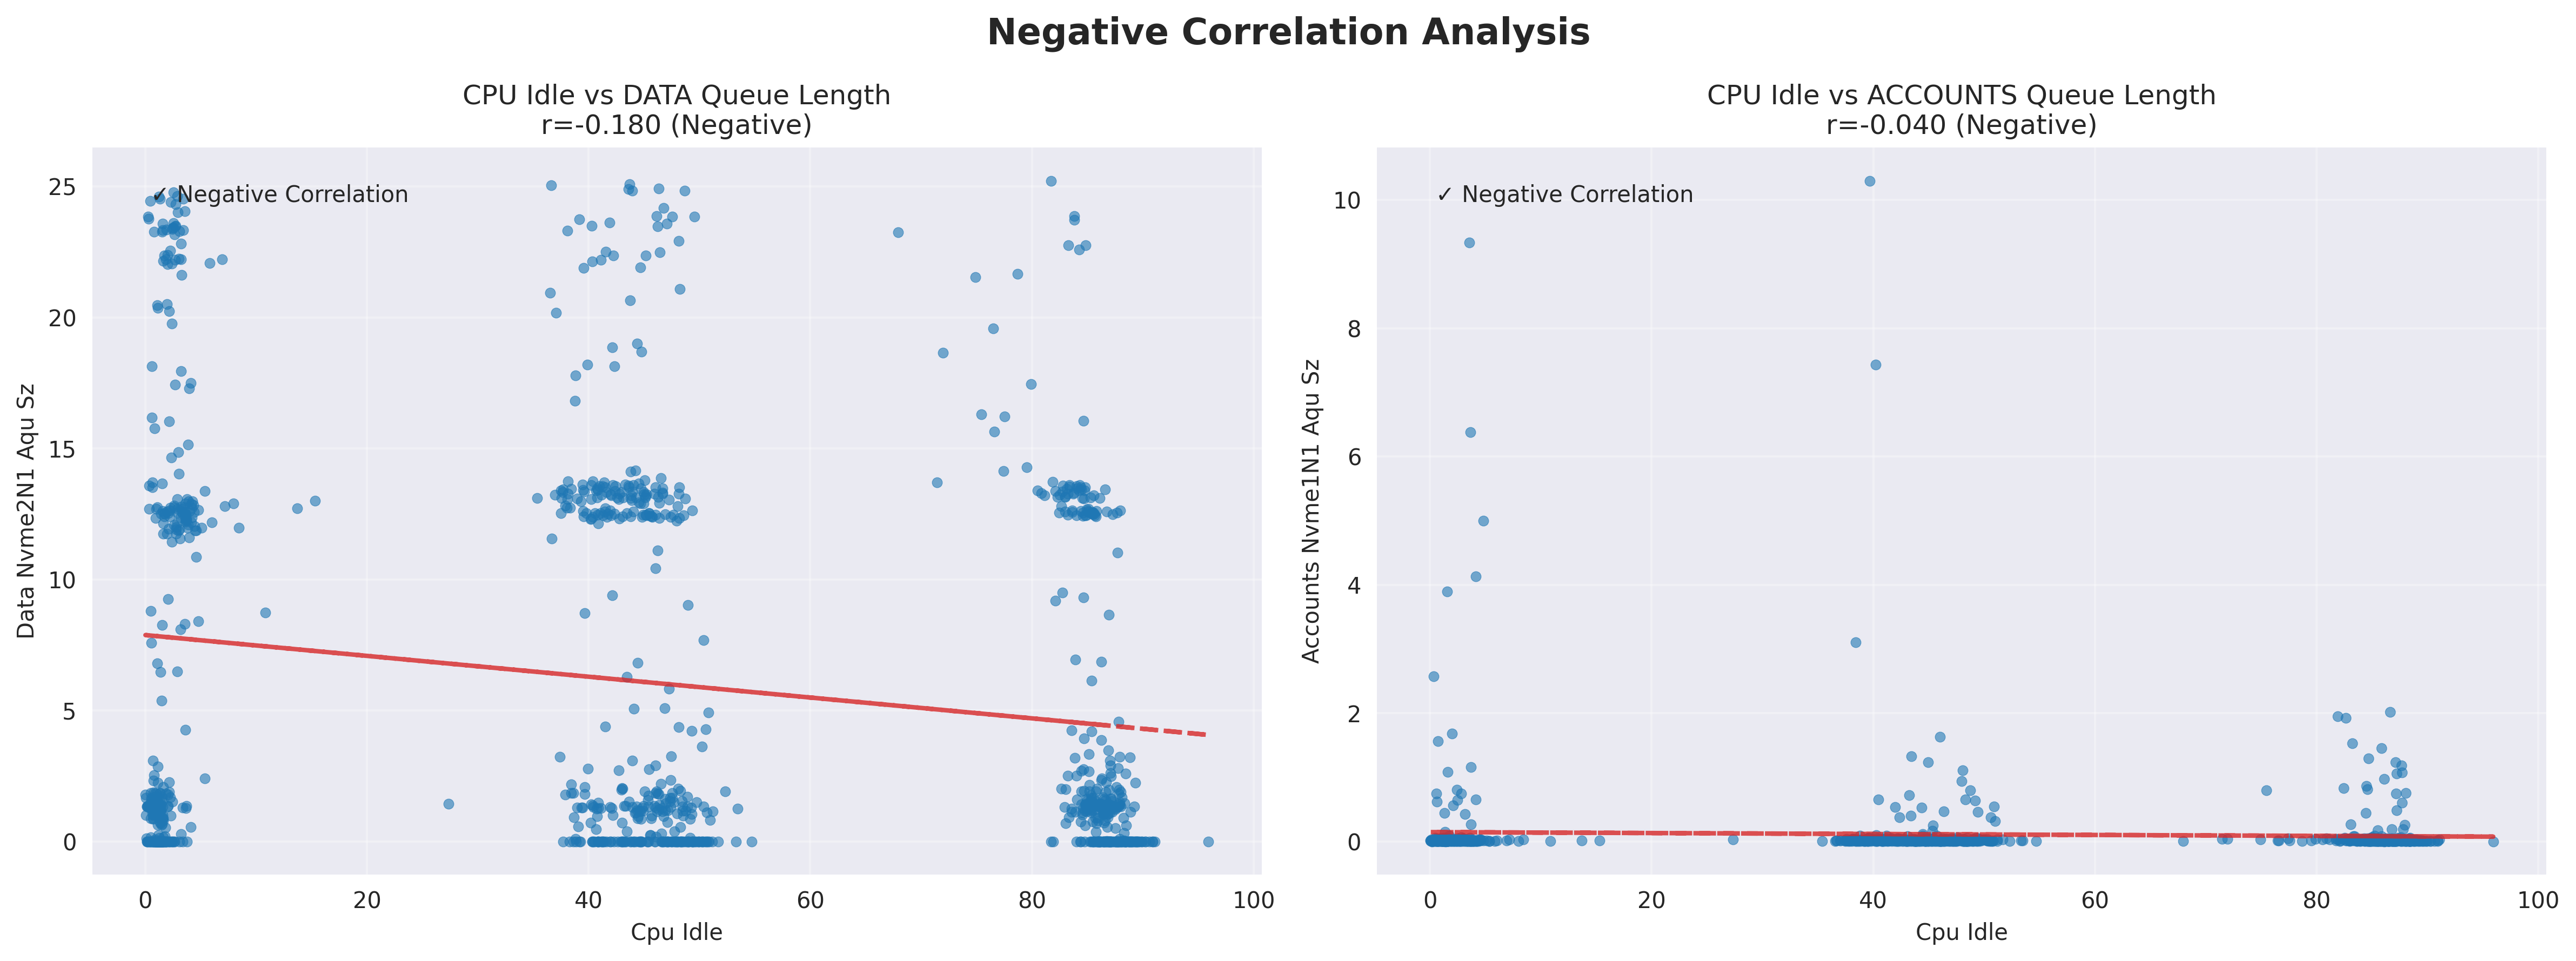 Negative Correlation Analysis
CPU Idle vs DATA Queue Length
r=-0.180 (Negative)
✓ Negative Correlation
25
20
15
10
5
0
Data Nvme2N1 Aqu Sz
0 20 40 60 80 100
Cpu Idle
CPU Idle vs ACCOUNTS Queue Length
r=-0.040 (Negative)
✓ Negative Correlation
10
8
6
4
2
0
Accounts Nvme1N1 Aqu Sz
0 20 40 60 80 100
Cpu Idle